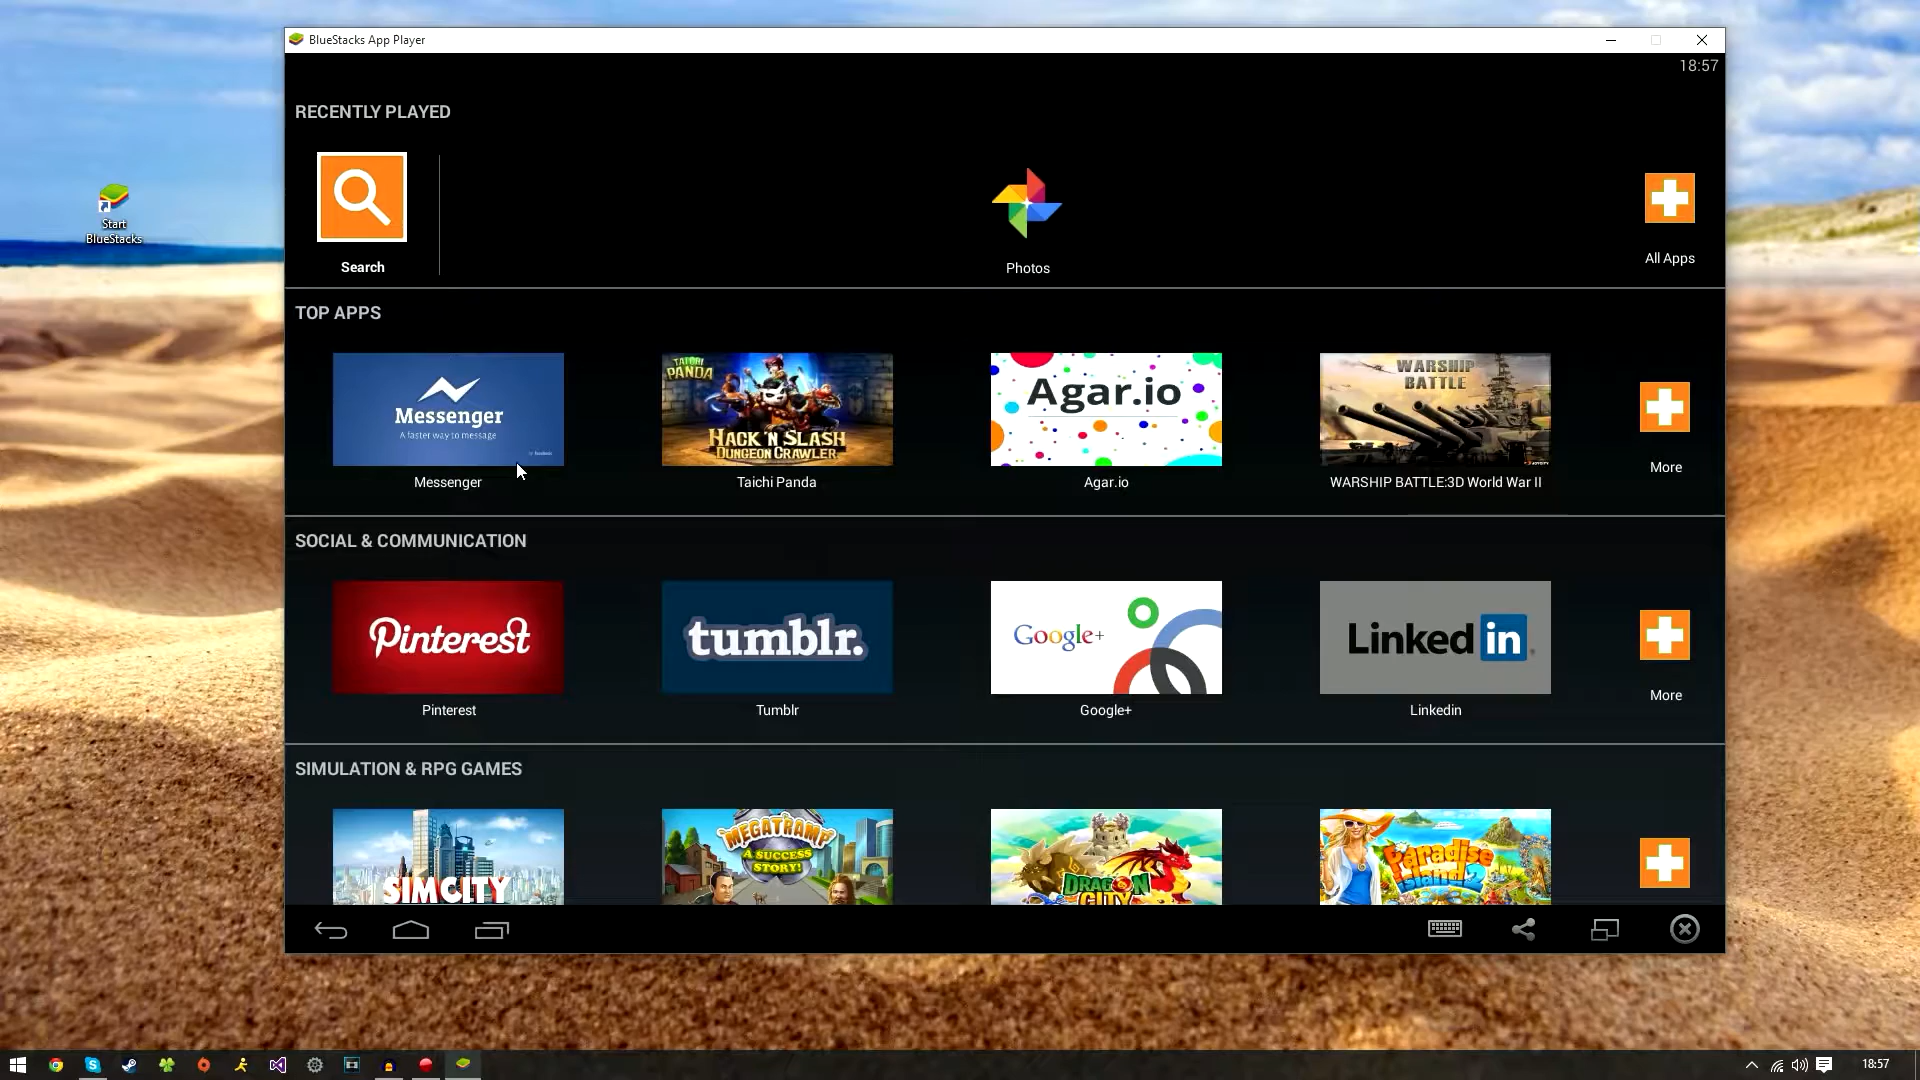 BlueStacks App Player
18:57
RECENTLY PLAYED
Start
BlueStacks
Search
Photos
All Apps
TOP APPS
Messenger
A faster way to message
TAICHI
PANDA
HACK 'N SLASH
DUNGEON CRAWLER
Agar.io
WARSHIP
BATTLE
Messenger
Taichi Panda
Agar.io
WARSHIP BATTLE:3D World War II
More
SOCIAL & COMMUNICATION
Pinterest
tumblr.
Google+
Linked in
Pinterest
Tumblr
Google+
Linkedin
More
SIMULATION & RPG GAMES
SIMCITY
MEGATRAMP
A SUCCESS
STORY!
DRAGON
CITY
Paradise
Island 2
18:57